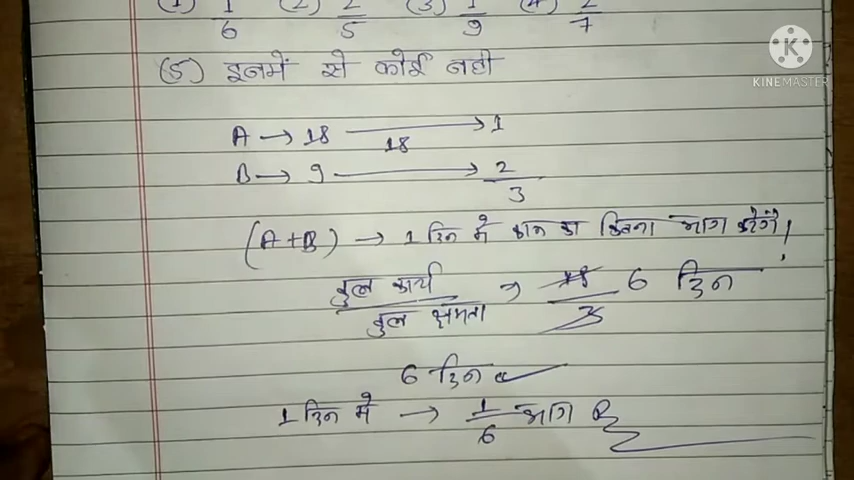 (1) 1/6 (2) 2/5 (3) 1/9 (4) 2/7
(5) इनमें से कोई नही
K
KINEMASTER
A → 18 → 1
18
B → 9 → 2
3
(A+B) → 1 दिन मे काम का कितना भाग करेंगे।
कुल कार्य / कुल क्षमता → 18/3 6 दिन
6 दिन
1 दिन मे → 1/6 भाग